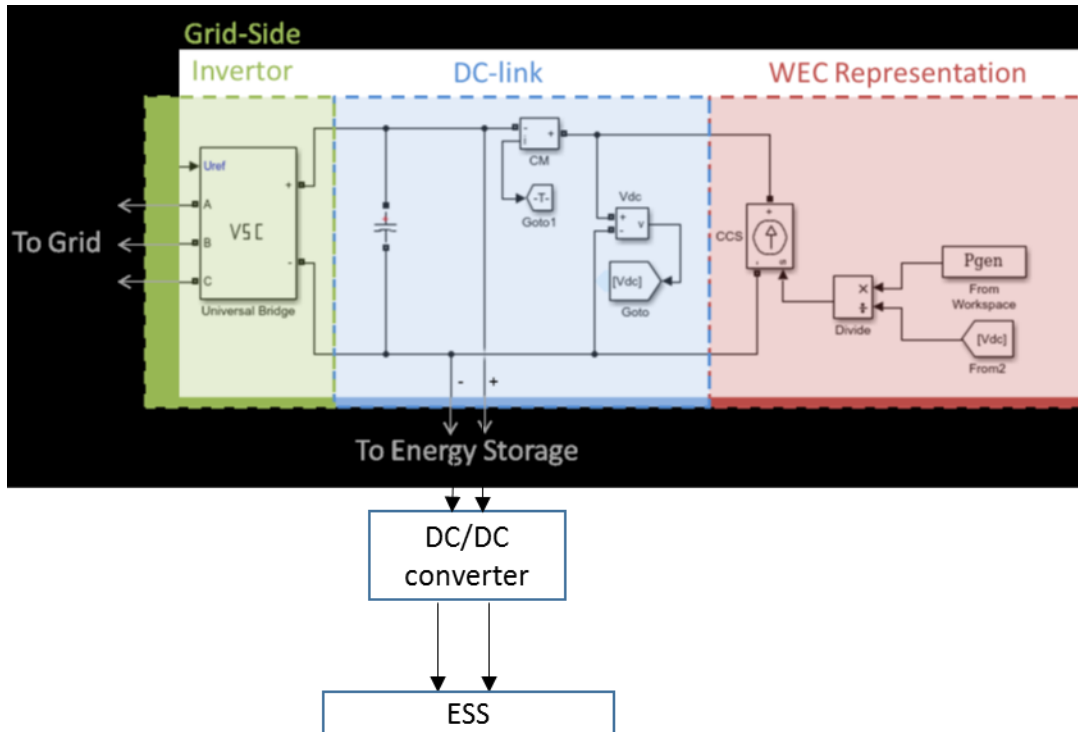 Grid-Side
Invertor
DC-link
WEC Representation
Uref
A
B
C
+
-
VSC
Universal Bridge
To Grid
-
i
+
CM
-T-
Goto1
Vdc
+
-
v
[Vdc]
Goto
CCS
+
-
s
×
÷
Divide
Pgen
From
Workspace
[Vdc]
From2
- +
To Energy Storage
DC/DC
converter
ESS